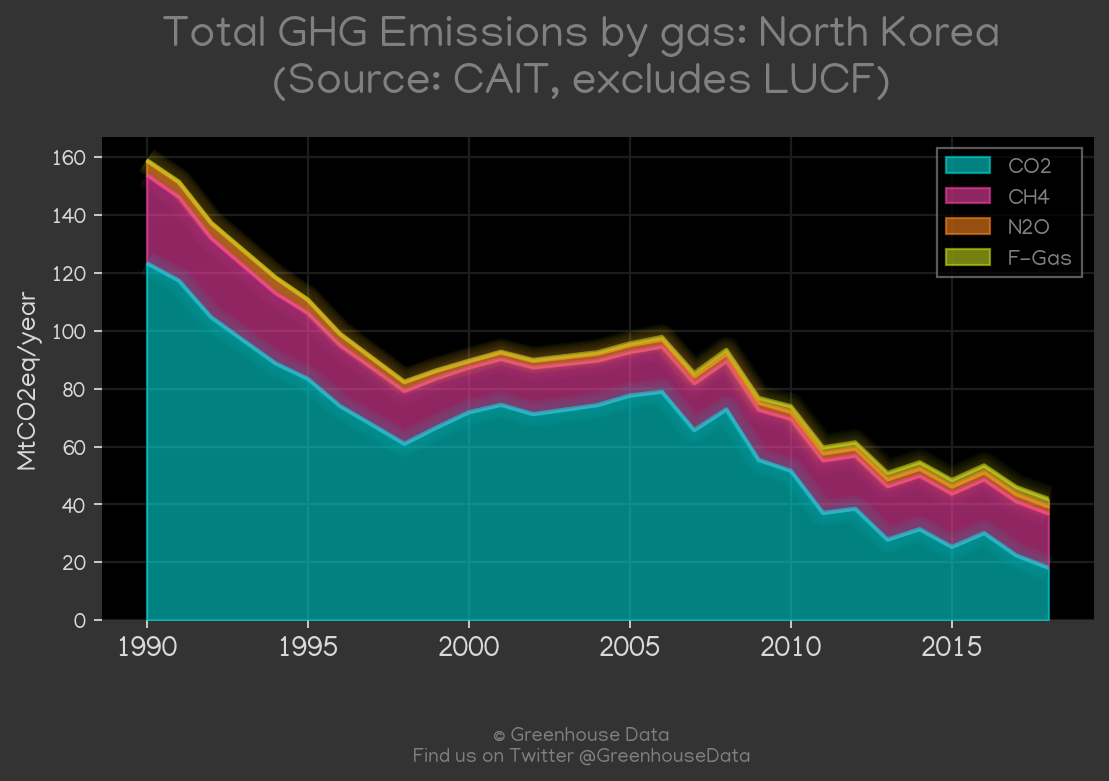 Total GHG Emissions by gas: North Korea
(Source: CAIT, excludes LUCF)
160
140
120
100
80
60
40
20
0
MtCO2eq/year
CO2
CH4
N2O
F-Gas
1990 1995 2000 2005 2010 2015
© Greenhouse Data
Find us on Twitter @GreenhouseData